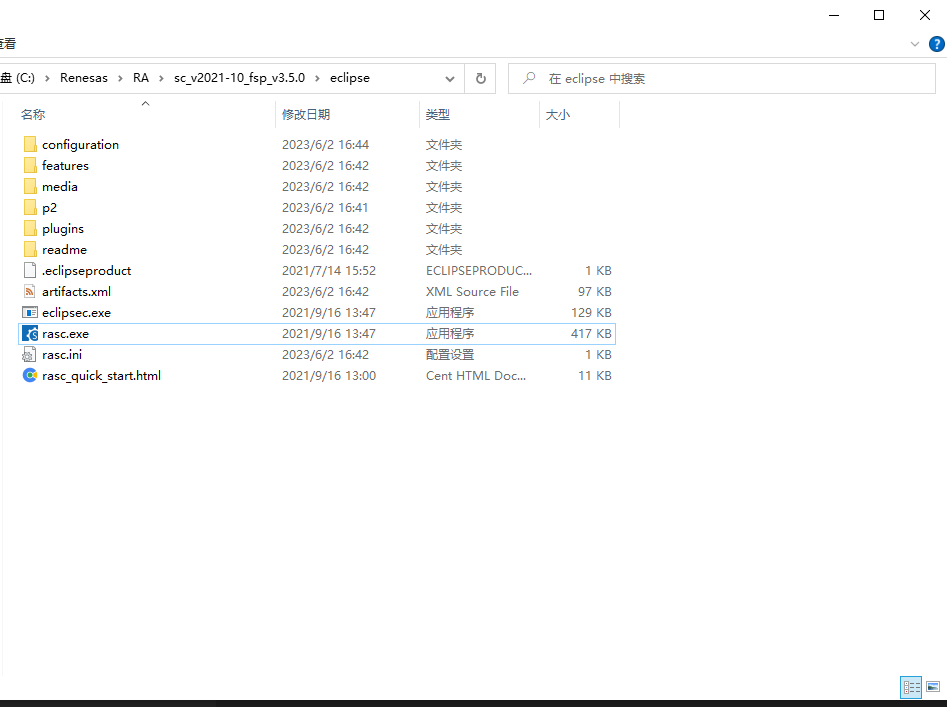 查看
?
盘 (C:) › Renesas › RA › sc_v2021-10_fsp_v3.5.0 › eclipse
在 eclipse 中搜索
名称 修改日期 类型 大小
configuration 2023/6/2 16:44 文件夹
features 2023/6/2 16:42 文件夹
media 2023/6/2 16:42 文件夹
p2 2023/6/2 16:41 文件夹
plugins 2023/6/2 16:42 文件夹
readme 2023/6/2 16:42 文件夹
.eclipseproduct 2021/7/14 15:52 ECLIPSEPRODUC... 1 KB
artifacts.xml 2023/6/2 16:42 XML Source File 97 KB
eclipsec.exe 2021/9/16 13:47 应用程序 129 KB
rasc.exe 2021/9/16 13:47 应用程序 417 KB
rasc.ini 2023/6/2 16:42 配置设置 1 KB
rasc_quick_start.html 2021/9/16 13:00 Cent HTML Doc... 11 KB